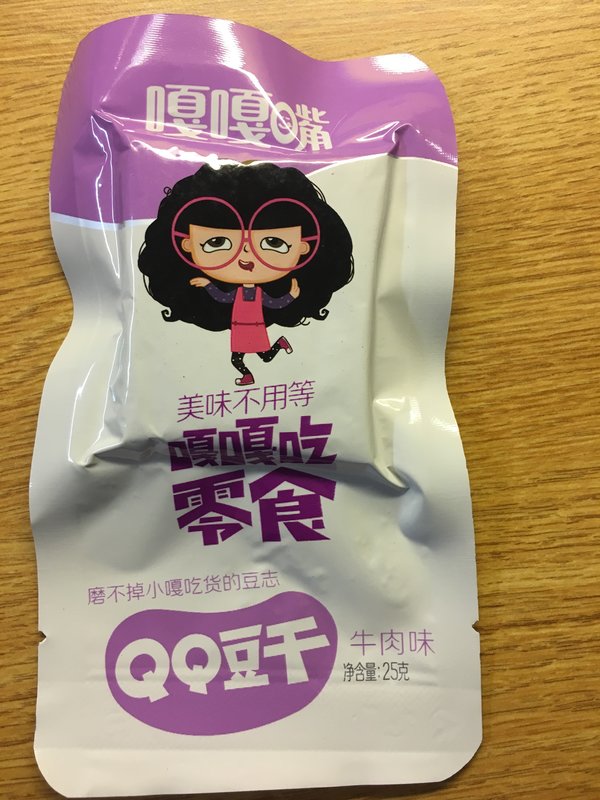 嘎嘎嘴
美味不用等
嘎嘎吃
零食
磨不掉小嘎吃货的豆志
QQ豆干
牛肉味
净含量:25克